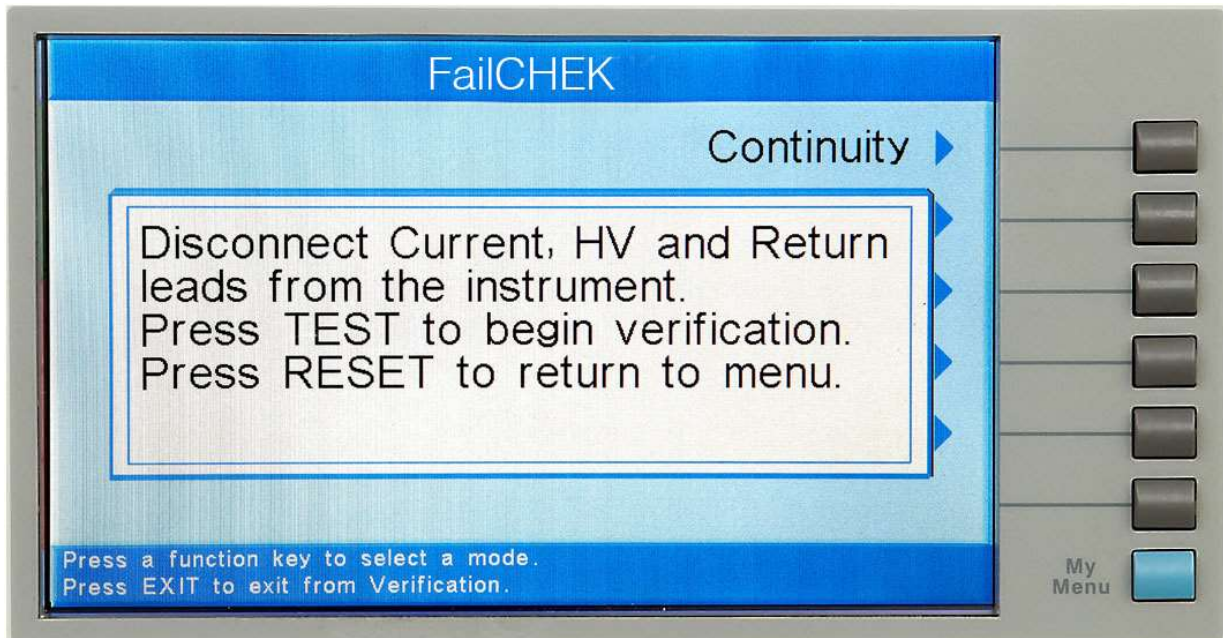 FailCHEK
Continuity
Disconnect Current, HV and Return
leads from the instrument.
Press TEST to begin verification.
Press RESET to return to menu.
Press a function key to select a mode.
Press EXIT to exit from Verification.
My
Menu